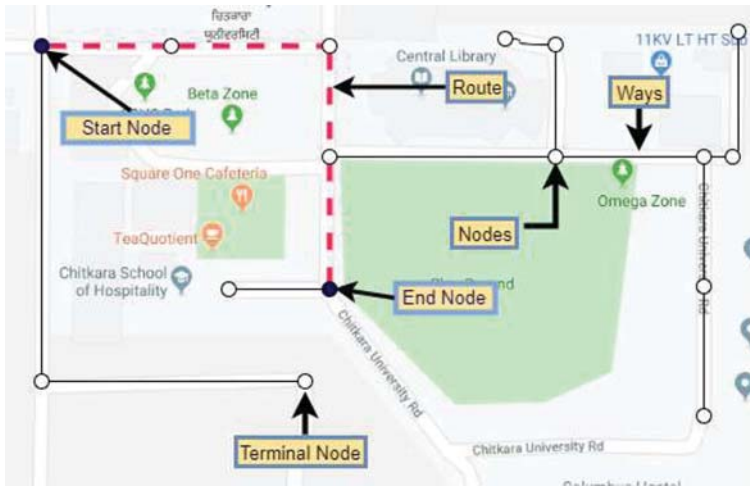 ਚਿਤਕਾਰਾ
ਯੂਨੀਵਰਸਿਟੀ
Central Library
11KV LT HT
Beta Zone
Route
Ways
Start Node
Square One Cafeteria
Omega Zone
TeaQuotient
Nodes
Chitkara School
of Hospitality
End Node
Chitkara University Rd
Chitkara University Rd
Chitkara University Rd
Terminal Node